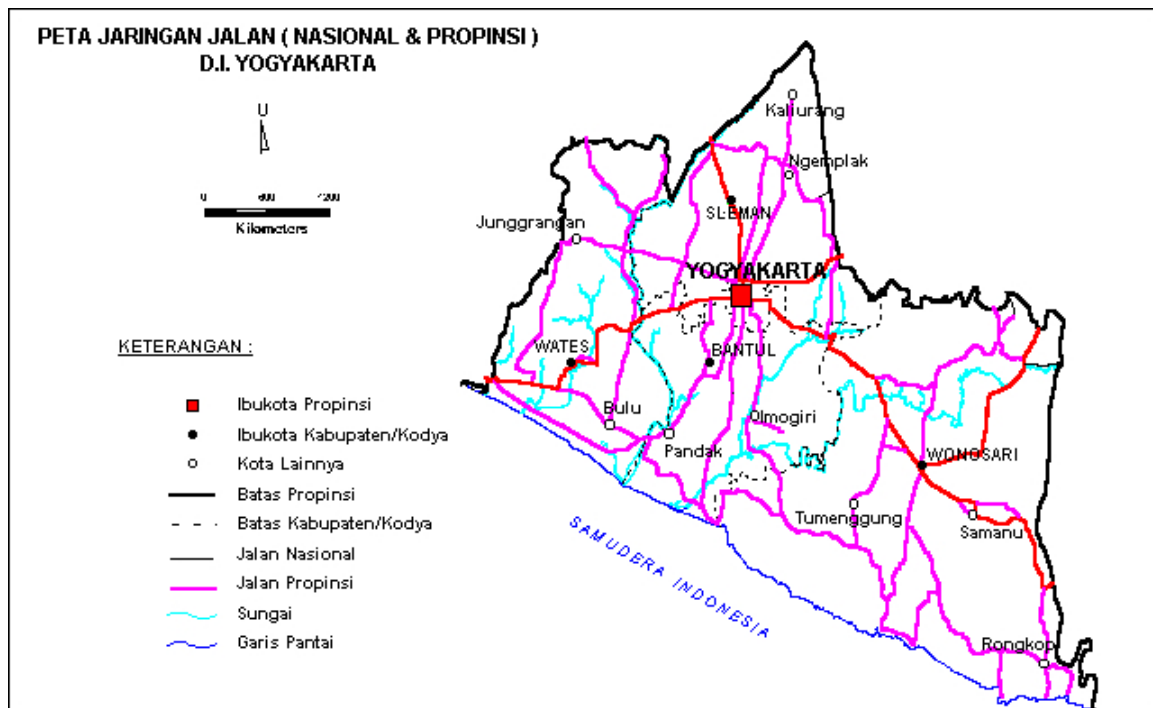 PETA JARINGAN JALAN ( NASIONAL & PROPINSI )
D.I. YOGYAKARTA
U
0 600 1200
Kilometers
Kaliurang
Ngemplak
SLEMAN
Junggrangan
YOGYAKARTA
WATES
BANTUL
Bulu
Imogiri
Pandak
WONOSARI
Tumenggung
Samanu
Rongkop
SAMUDERA INDONESIA
KETERANGAN :
Ibukota Propinsi
Ibukota Kabupaten/Kodya
Kota Lainnya
Batas Propinsi
Batas Kabupaten/Kodya
Jalan Nasional
Jalan Propinsi
Sungai
Garis Pantai